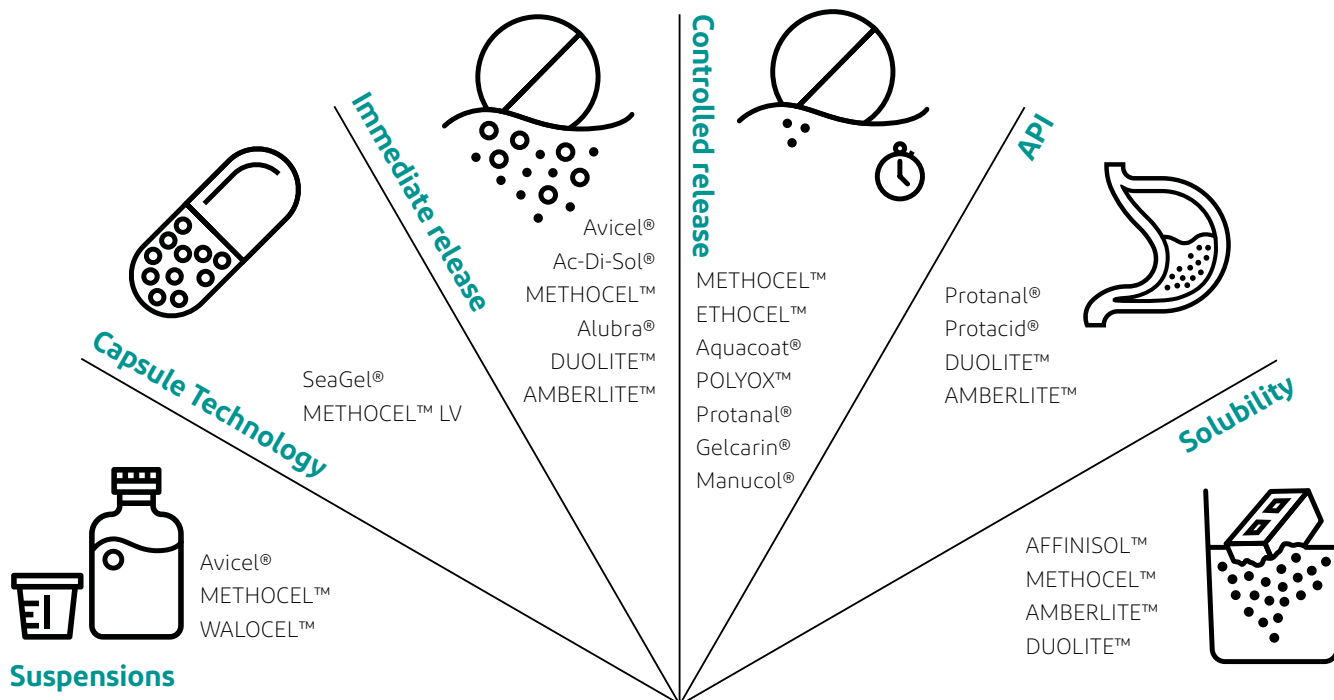 Suspensions
Avicel®
METHOCEL™
WALOCEL™
Capsule Technology
SeaGel®
METHOCEL™ LV
Immediate release
Avicel®
Ac-Di-Sol®
METHOCEL™
Alubra®
DUOLITE™
AMBERLITE™
Controlled release
METHOCEL™
ETHOCEL™
Aquacoat®
POLYOX™
Protanal®
Gelcarin®
Manucol®
API
Protanal®
Protacid®
DUOLITE™
AMBERLITE™
Solubility
AFFINISOL™
METHOCEL™
AMBERLITE™
DUOLITE™